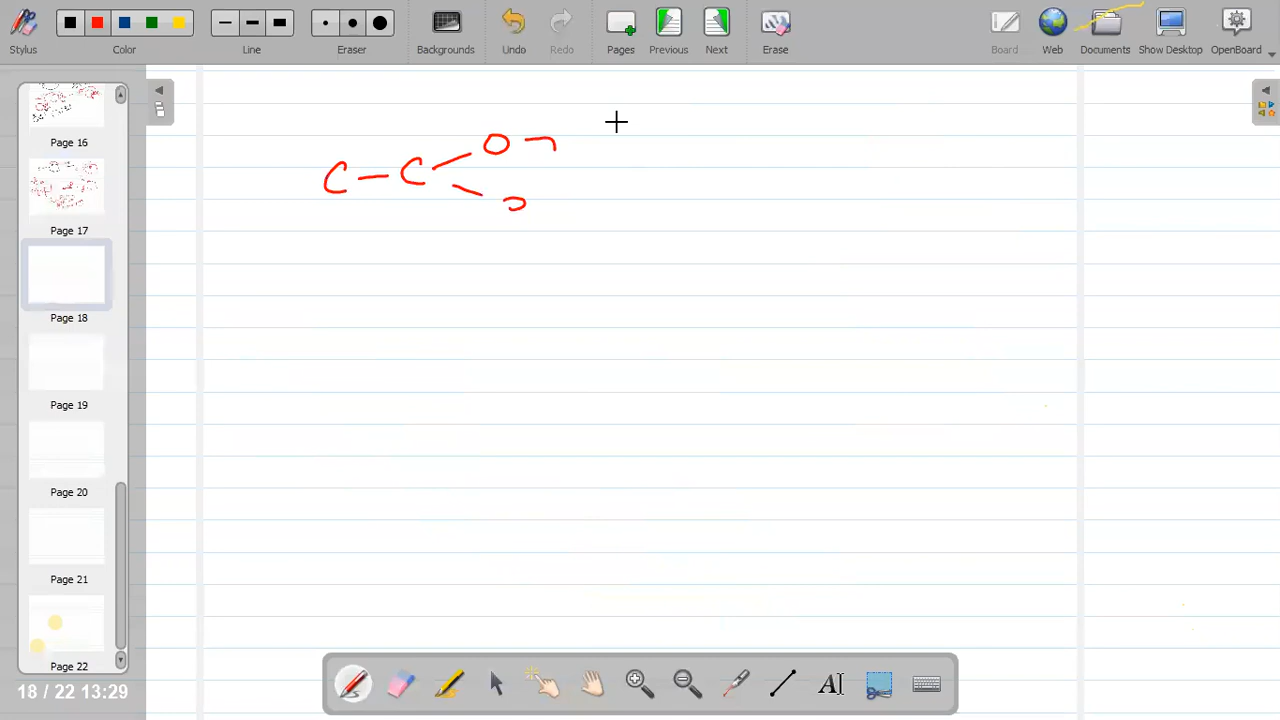 Stylus Color Line Eraser Backgrounds Undo Redo Pages Previous Next Erase Board Web Documents Show Desktop OpenBoard
Page 16
Page 17
Page 18
Page 19
Page 20
Page 21
Page 22
18 / 22 13:29
C - C O
A